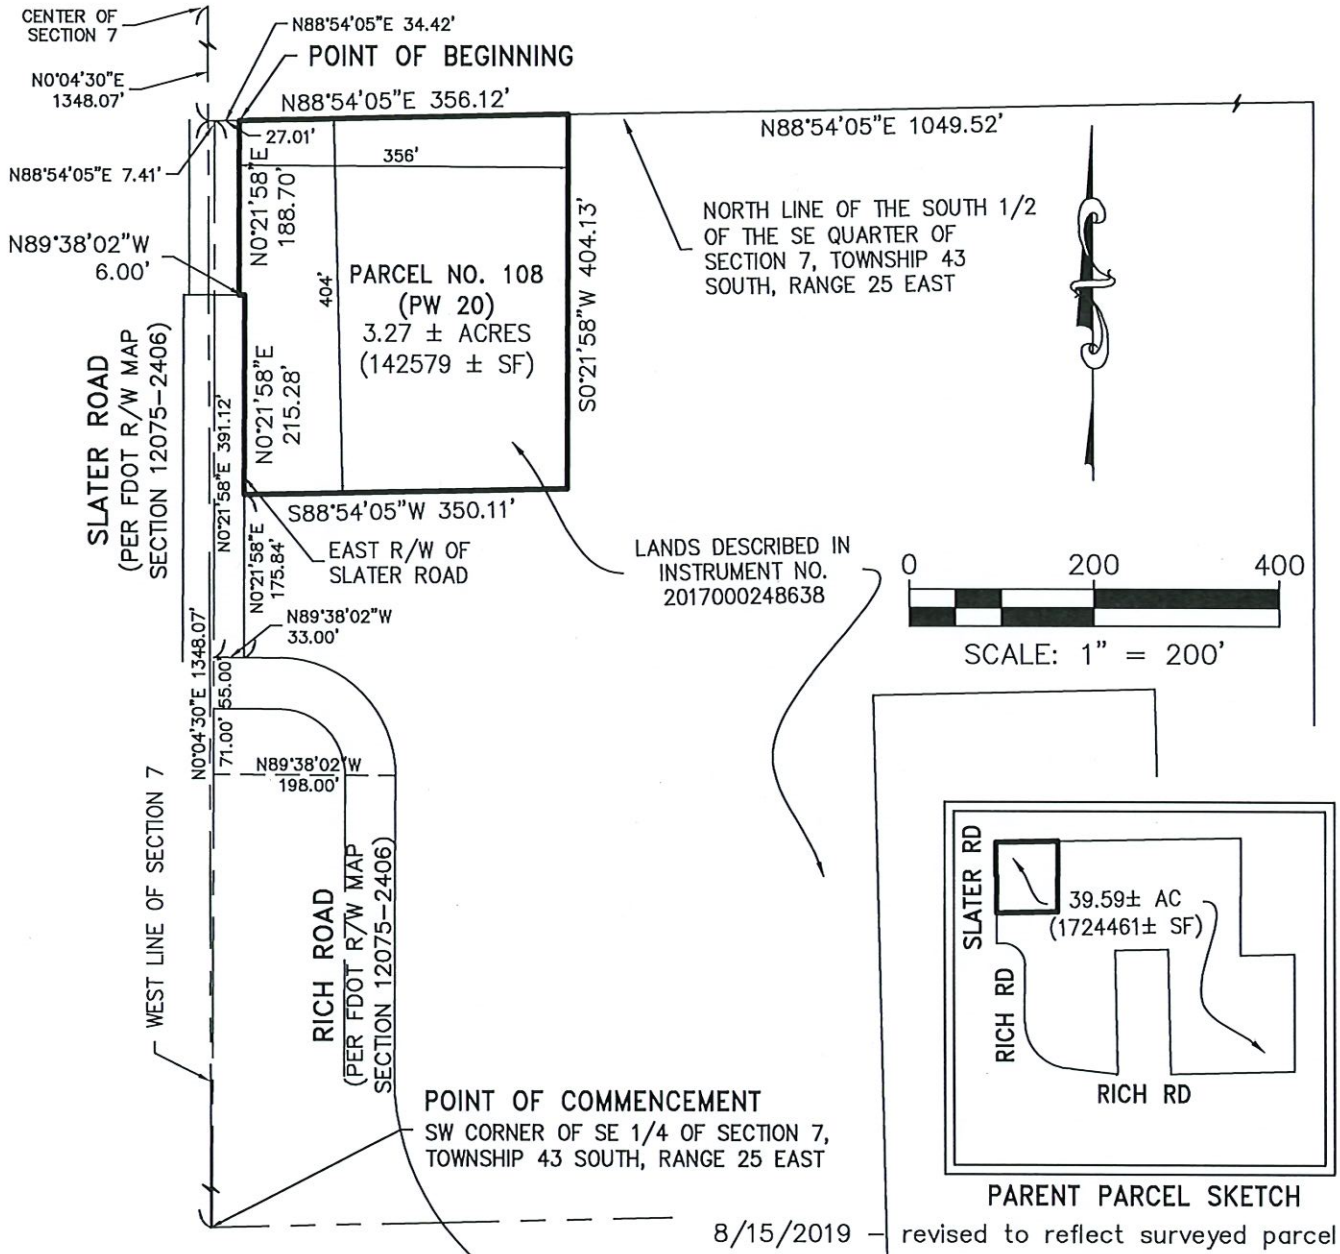 CENTER OF
SECTION 7
N88°54'05"E 34.42'
POINT OF BEGINNING
N0°04'30"E
1348.07'
N88°54'05"E 356.12'
27.01'
N88°54'05"E 1049.52'
356'
N88°54'05"E 7.41'
N0°21'58"E
188.70'
N89°38'02"W
6.00'
NORTH LINE OF THE SOUTH 1/2
OF THE SE QUARTER OF
SECTION 7, TOWNSHIP 43
SOUTH, RANGE 25 EAST
404'
PARCEL NO. 108
(PW 20)
3.27 ± ACRES
(142579 ± SF)
S0°21'58"W 404.13'
SLATER ROAD
(PER FDOT R/W MAP
SECTION 12075-2406)
N0°21'58"E 391.12'
N0°21'58"E
215.28'
S88°54'05"W 350.11'
EAST R/W OF
SLATER ROAD
N0°21'58"E
175.84'
LANDS DESCRIBED IN
INSTRUMENT NO.
2017000248638
0 200 400
SCALE: 1" = 200'
N89°38'02"W
33.00'
N0°04'30"E 1348.07'
55.00'
71.00'
N89°38'02"W
198.00'
WEST LINE OF SECTION 7
RICH ROAD
(PER FDOT R/W MAP
SECTION 12075-2406)
POINT OF COMMENCEMENT
SW CORNER OF SE 1/4 OF SECTION 7,
TOWNSHIP 43 SOUTH, RANGE 25 EAST
SLATER RD
39.59± AC
(1724461± SF)
RICH RD
RICH RD
PARENT PARCEL SKETCH
8/15/2019 - revised to reflect surveyed parcel